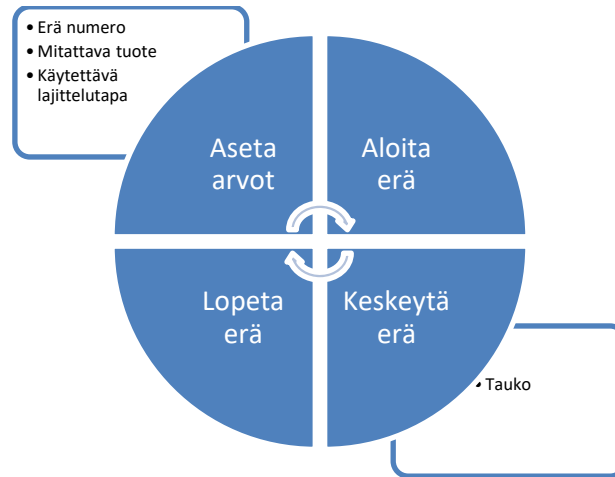 • Erä numero
• Mitattava tuote
• Käytettävä
lajittelutapa
Aseta
arvot
Aloita
erä
Lopeta
erä
Keskeytä
erä
• Tauko